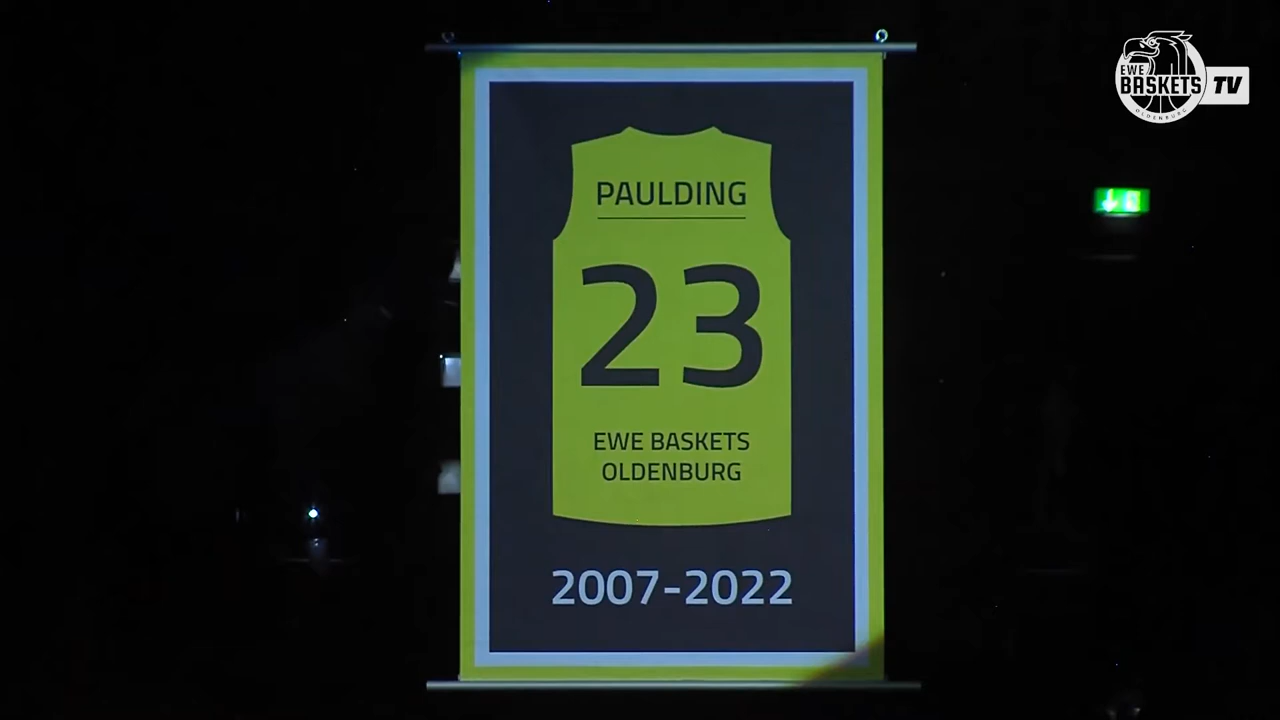 EWE
BASKETS TV
OLDENBURG
PAULDING
23
EWE BASKETS
OLDENBURG
2007-2022